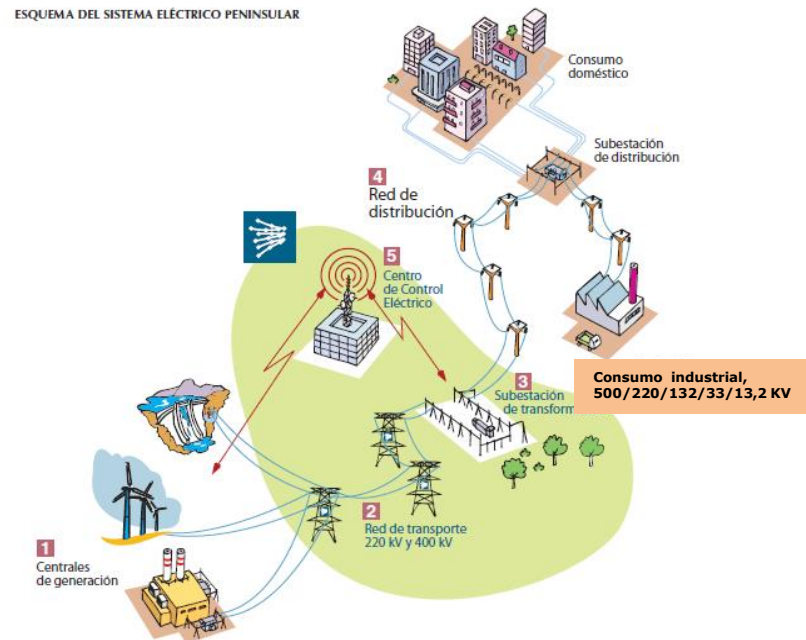 ESQUEMA DEL SISTEMA ELÉCTRICO PENINSULAR
Consumo
doméstico
Subestación
de distribución
4
Red de
distribución
5
Centro
de Control
Eléctrico
Consumo industrial,
500/220/132/33/13,2 KV
3
Subestación
de transform
2
Red de transporte
220 kV y 400 kV
1
Centrales
de generación